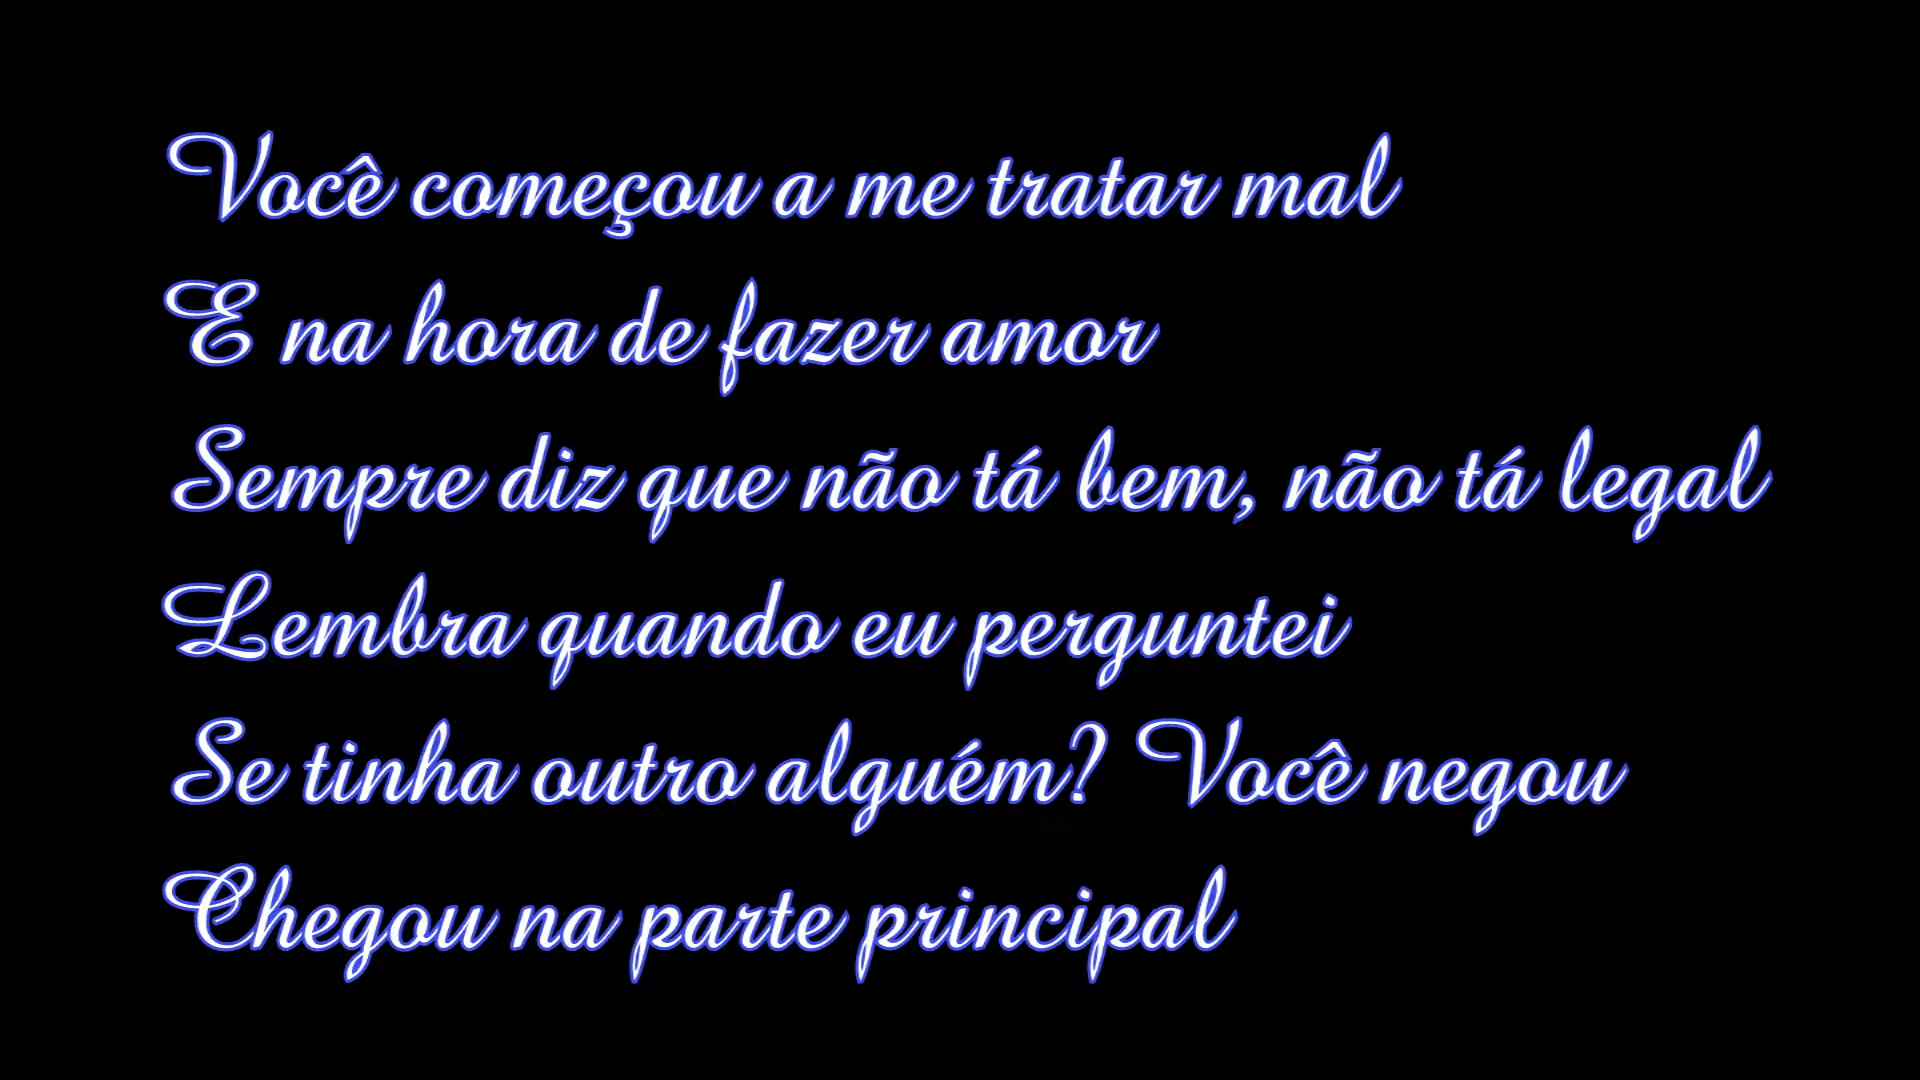 Você começou a me tratar mal
E na hora de fazer amor
Sempre diz que não tá bem, não tá legal
Lembra quando eu perguntei
Se tinha outro alguém? Você negou
Chegou na parte principal